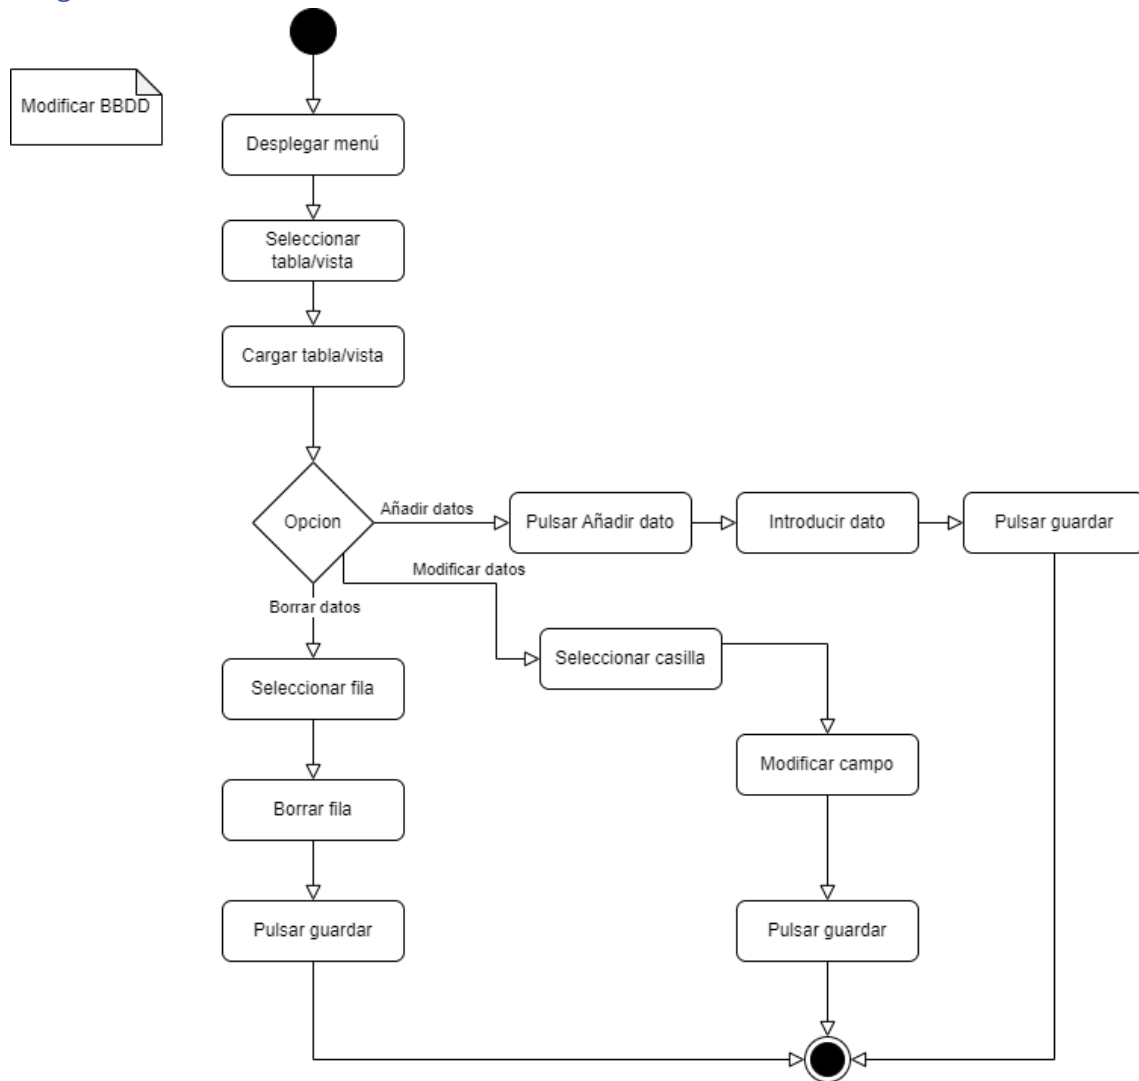 Modificar BBDD
Desplegar menú
Seleccionar
tabla/vista
Cargar tabla/vista
Opcion
Añadir datos
Pulsar Añadir dato
Introducir dato
Pulsar guardar
Modificar datos
Borrar datos
Seleccionar casilla
Seleccionar fila
Modificar campo
Borrar fila
Pulsar guardar
Pulsar guardar